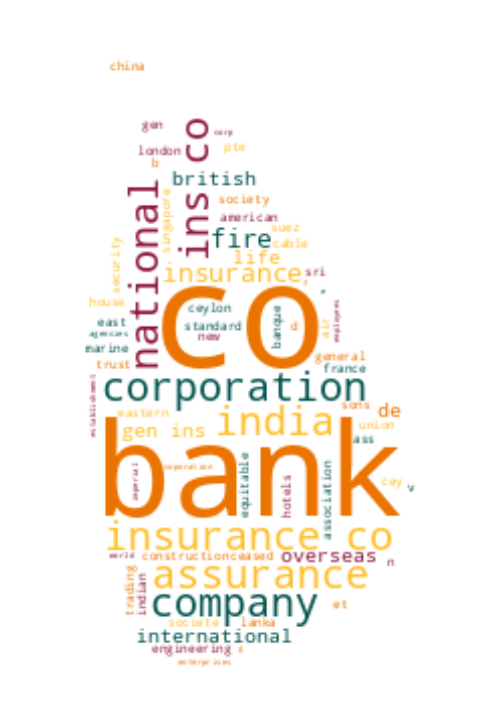 china
gen
co
corp
london
pte
b
british
national
ins
singapore
society
american
suez
fire
cable
security
life
insurance
sri
house
co
ceylon
employees
east
standard
banque
d
air
agencies
new
marine
general
trust
france
corporation
establishment
sons
de
eastern
india
gen ins
union
ass
bank
corporation
imperial
equitable
hotels
association
cey
v
insurance co
world
construction
ceased
overseas
n
assurance
trading
indian
company
et
societe
lanka
international
engineering
s
enterprises